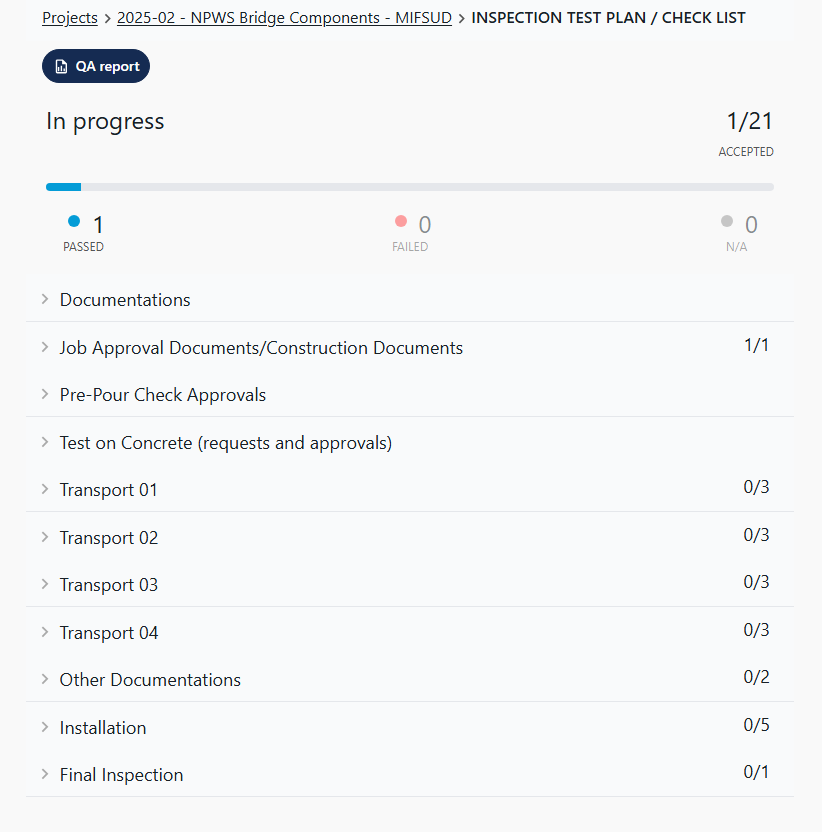 Projects > 2025-02 - NPWS Bridge Components - MIFSUD > INSPECTION TEST PLAN / CHECK LIST
QA report
In progress 1/21
ACCEPTED
1 0 0
PASSED FAILED N/A
Documentations
Job Approval Documents/Construction Documents 1/1
Pre-Pour Check Approvals
Test on Concrete (requests and approvals)
Transport 01 0/3
Transport 02 0/3
Transport 03 0/3
Transport 04 0/3
Other Documentations 0/2
Installation 0/5
Final Inspection 0/1